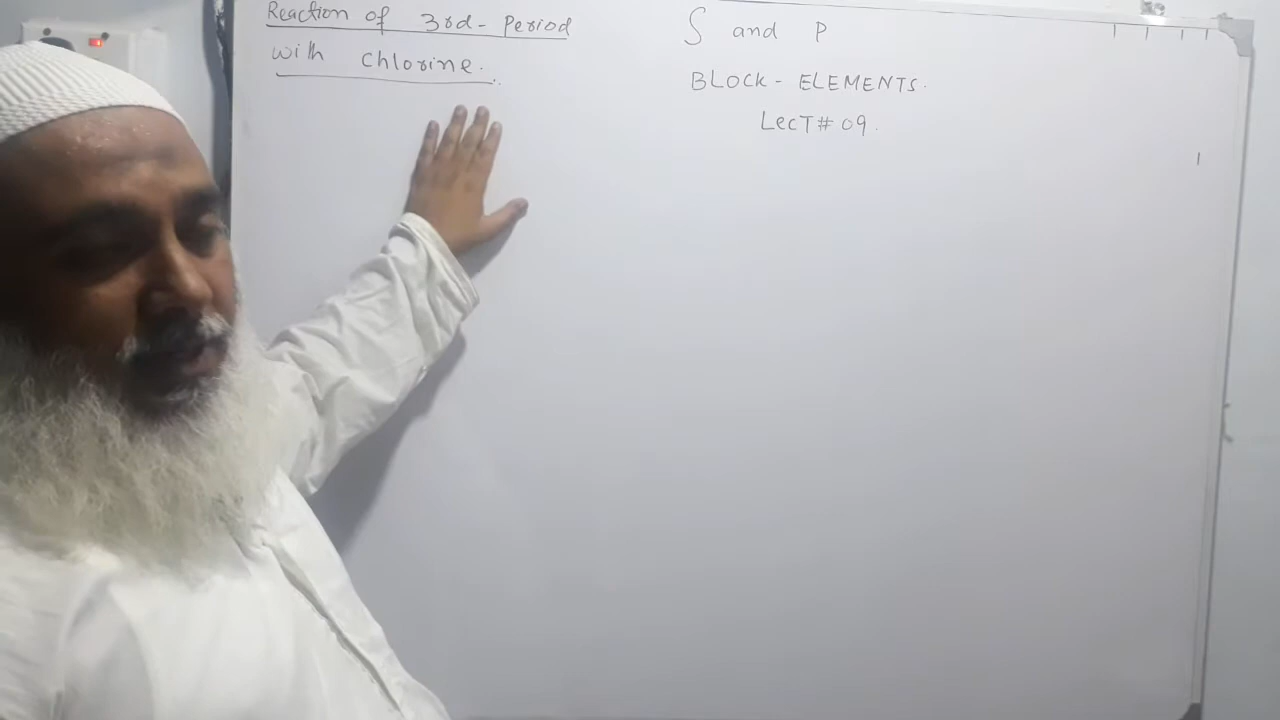 Reaction of 3rd-Period
with Chlorine.
S and P
BLOCK - ELEMENTS.
LECT# 09.